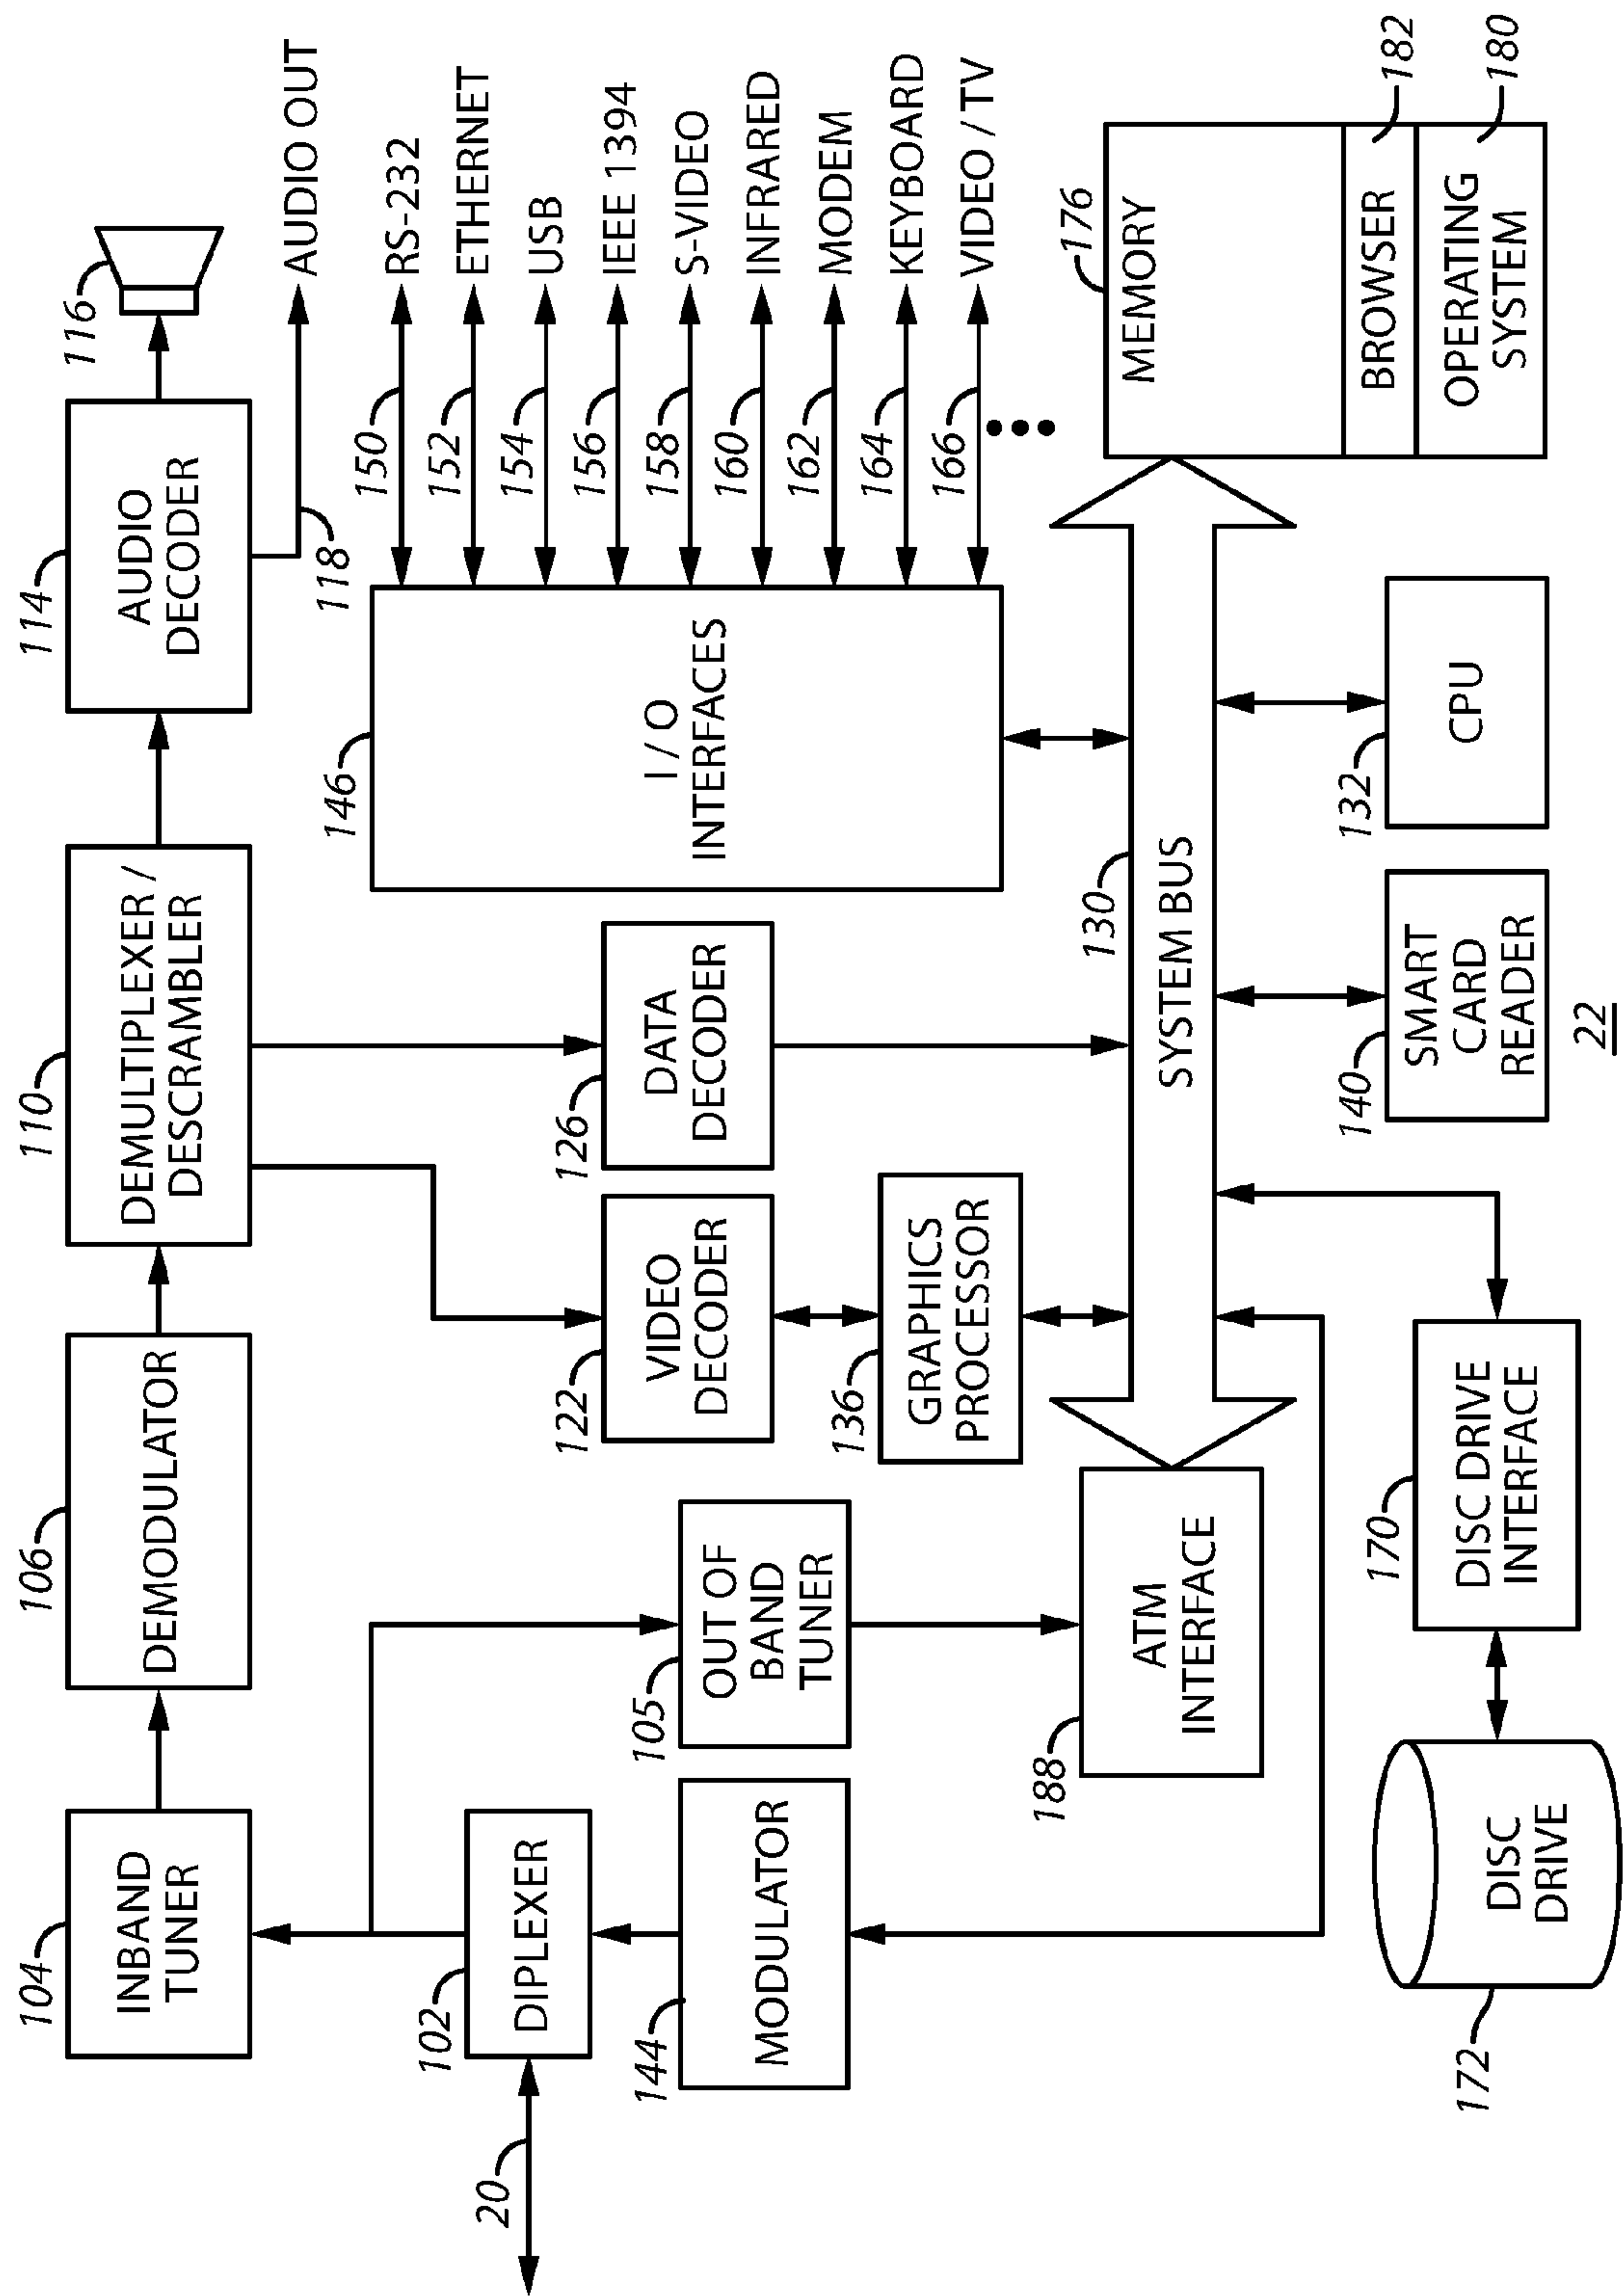 104
INBAND
TUNER
106
DEMODULATOR
110
DEMULTIPLEXER /
DESCRAMBLER
114
AUDIO
DECODER
116
118
AUDIO OUT
20
102
DIPLEXER
144
MODULATOR
105
OUT OF
BAND
TUNER
122
VIDEO
DECODER
126
DATA
DECODER
136
GRAPHICS
PROCESSOR
146
I / O
INTERFACES
150
RS-232
152
ETHERNET
154
USB
156
IEEE 1394
158
S-VIDEO
160
INFRARED
162
MODEM
164
KEYBOARD
166
VIDEO / TV
188
ATM
INTERFACE
130
SYSTEM BUS
176
MEMORY
BROWSER
182
OPERATING
SYSTEM
180
172
DISC
DRIVE
170
DISC DRIVE
INTERFACE
140
SMART
CARD
READER
132
CPU
22